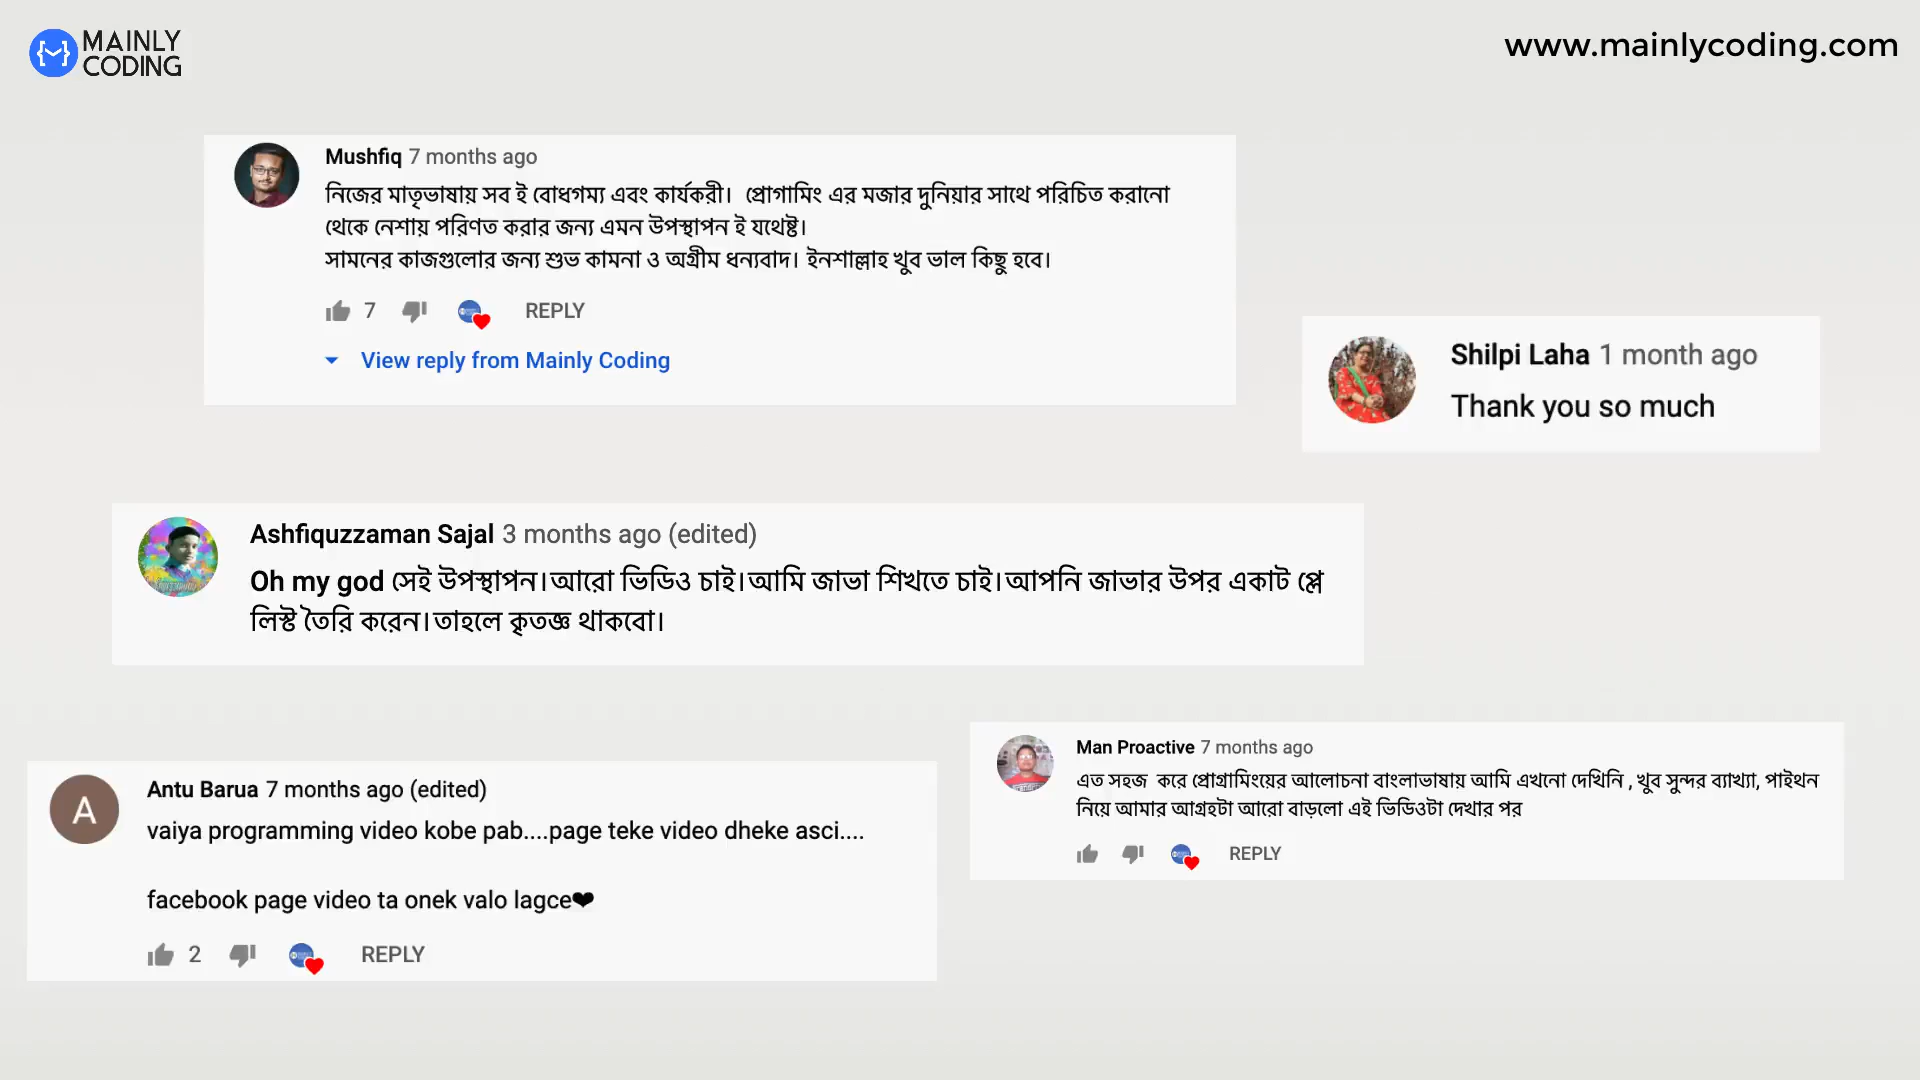 MAINLY
CODING
www.mainlycoding.com
Mushfiq 7 months ago
নিজের মাতৃভাষায় সব ই বোধগম্য এবং কার্যকরী। প্রোগামিং এর মজার দুনিয়ার সাথে পরিচিত করানো
থেকে নেশায় পরিণত করার জন্য এমন উপস্থাপন ই যথেষ্ট।
সামনের কাজগুলোর জন্য শুভ কামনা ও অগ্রীম ধন্যবাদ। ইনশাল্লাহ খুব ভাল কিছু হবে।
7 REPLY
View reply from Mainly Coding
Shilpi Laha 1 month ago
Thank you so much
Ashfiquzzaman Sajal 3 months ago (edited)
Oh my god সেই উপস্থাপন।আরো ভিডিও চাই।আমি জাভা শিখতে চাই।আপনি জাভার উপর একাট প্লে
লিস্ট তৈরি করেন।তাহলে কৃতজ্ঞ থাকবো।
Man Proactive 7 months ago
এত সহজ করে প্রোগ্রামিংয়ের আলোচনা বাংলাভাষায় আমি এখনো দেখিনি , খুব সুন্দর ব্যাখ্যা, পাইথন
নিয়ে আমার আগ্রহটা আরো বাড়লো এই ভিডিওটা দেখার পর
REPLY
A
Antu Barua 7 months ago (edited)
vaiya programming video kobe pab....page teke video dheke asci....
facebook page video ta onek valo lagce❤
2 REPLY